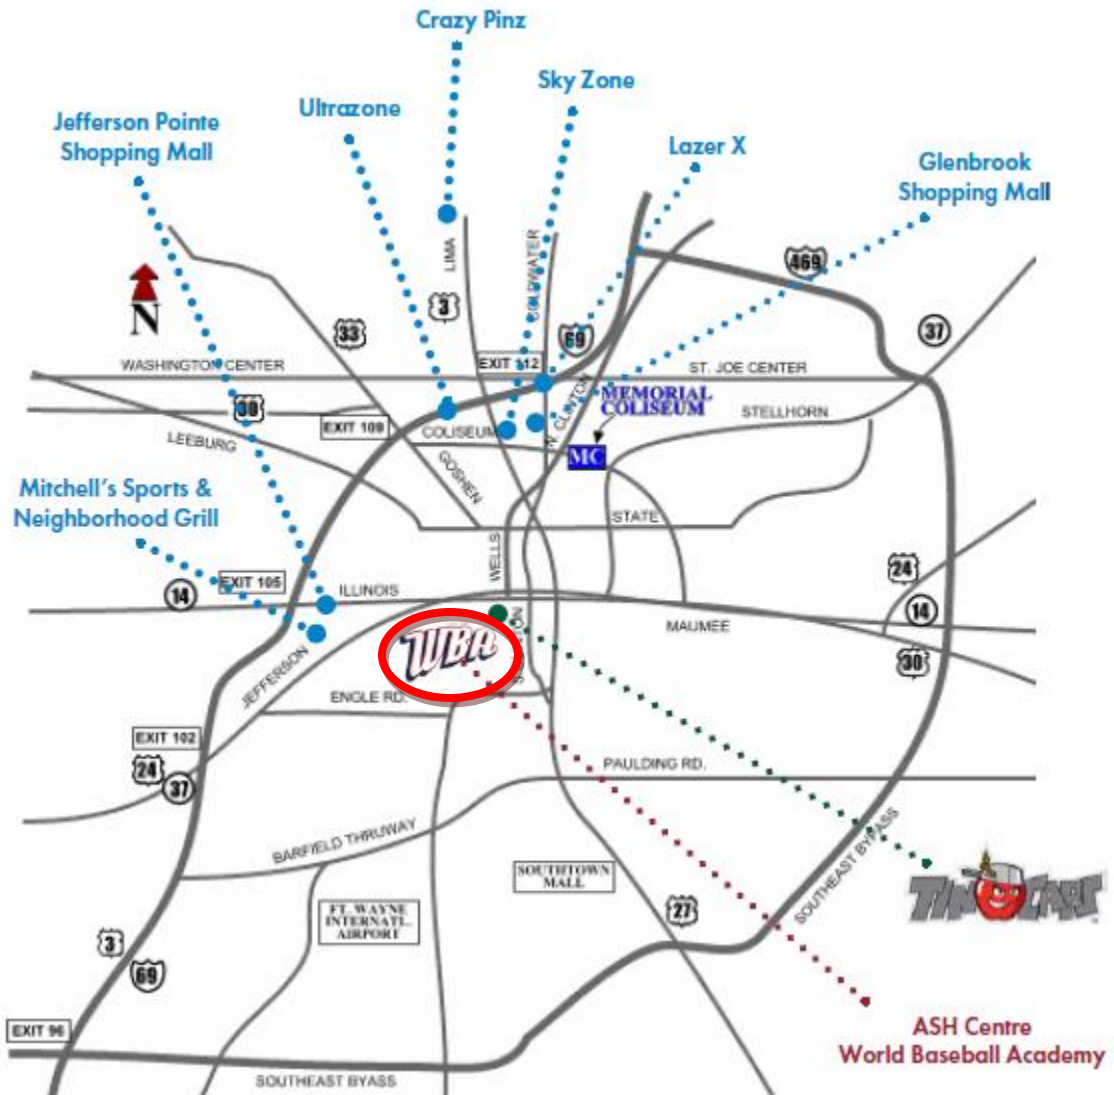 Crazy Pinz
Sky Zone
Ultrazone
Jefferson Pointe
Shopping Mall
Lazer X
Glenbrook
Shopping Mall
LIMA
COLDWATER
469
3
N
33
69
37
WASHINGTON CENTER
EXIT 112
ST. JOE CENTER
30
MEMORIAL
COLISEUM
N. CLINTON
STELLHORN
EXIT 109
COLISEUM
LEEBURG
MC
GOSHEN
Mitchell's Sports &
Neighborhood Grill
STATE
WELLS
24
EXIT 105
ILLINOIS
14
14
MAUMEE
WBA
30
JEFFERSON
ENGLE RD.
EXIT 102
24
37
PAULDING RD.
BARFIELD THRUWAY
SOUTHEAST BYPASS
SOUTHTOWN
MALL
TINCAPS
27
FT. WAYNE
INTERNATL.
AIRPORT
3
69
EXIT 96
ASH Centre
World Baseball Academy
SOUTHEAST BYASS